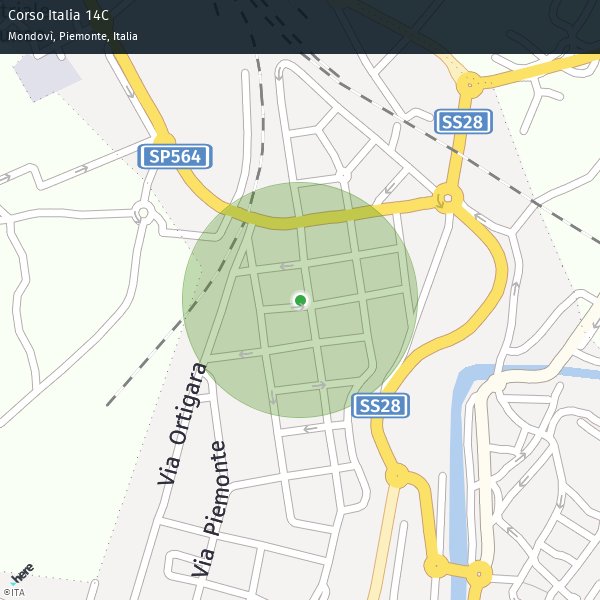 Corso Italia 14C
Mondovì, Piemonte, Italia
SS28
SP564
SS28
Via Ortigara
Via Piemonte
here
©ITA